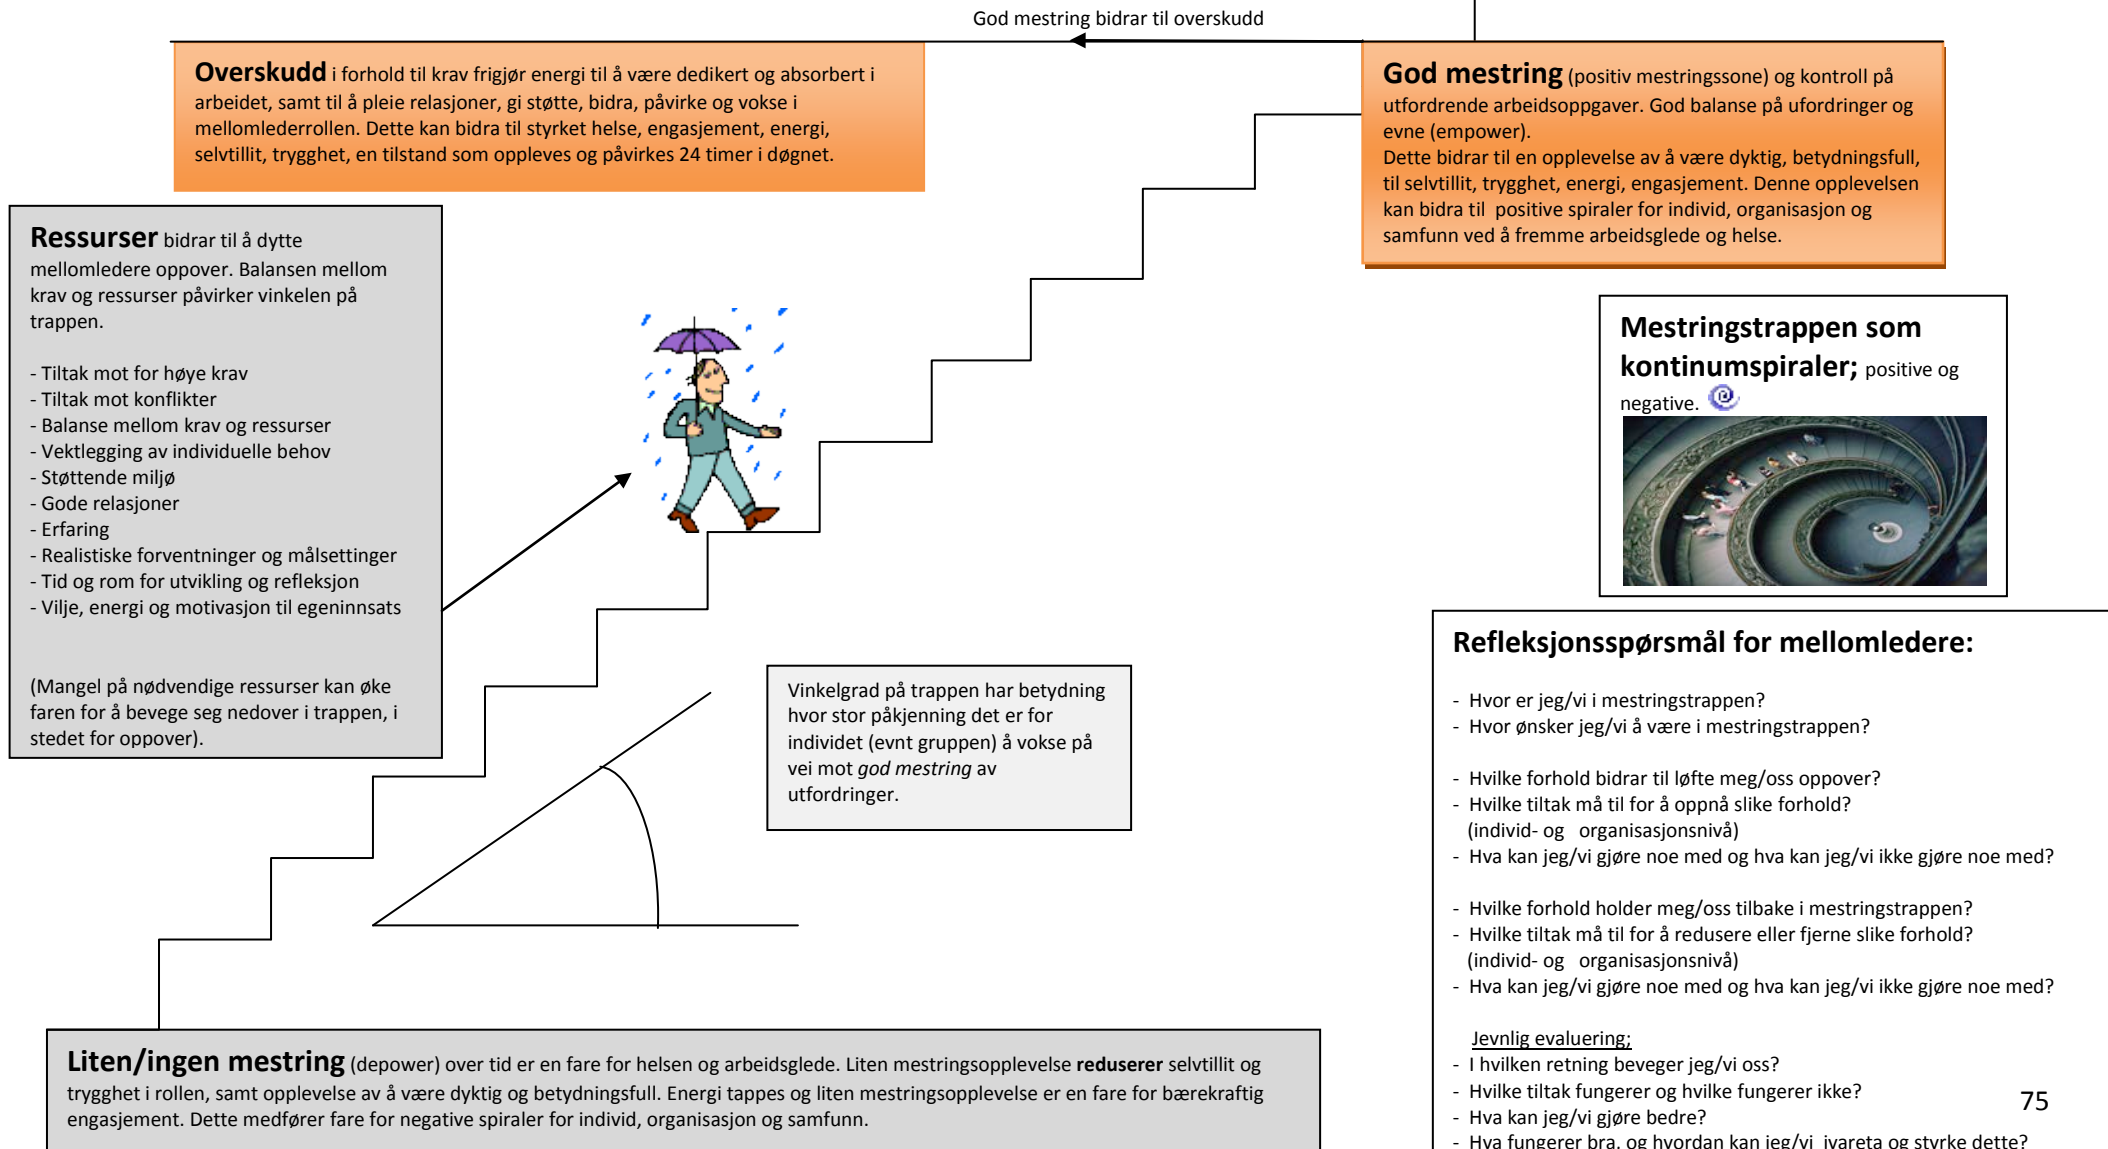 God mestring bidrar til overskudd
Overskudd i forhold til krav frigjør energi til å være dedikert og absorbert i
arbeidet, samt til å pleie relasjoner, gi støtte, bidra, påvirke og vokse i
mellomlederrollen. Dette kan bidra til styrket helse, engasjement, energi,
selvtillit, trygghet, en tilstand som oppleves og påvirkes 24 timer i døgnet.
God mestring (positiv mestringssone) og kontroll på
utfordrende arbeidsoppgaver. God balanse på ufordringer og
evne (empower).
Dette bidrar til en opplevelse av å være dyktig, betydningsfull,
til selvtillit, trygghet, energi, engasjement. Denne opplevelsen
kan bidra til positive spiraler for individ, organisasjon og
samfunn ved å fremme arbeidsglede og helse.
Ressurser bidrar til å dytte
mellomledere oppover. Balansen mellom
krav og ressurser påvirker vinkelen på
trappen.
- Tiltak mot for høye krav
- Tiltak mot konflikter
- Balanse mellom krav og ressurser
- Vektlegging av individuelle behov
- Støttende miljø
- Gode relasjoner
- Erfaring
- Realistiske forventninger og målsettinger
- Tid og rom for utvikling og refleksjon
- Vilje, energi og motivasjon til egeninnsats
(Mangel på nødvendige ressurser kan øke
faren for å bevege seg nedover i trappen, i
stedet for oppover).
Mestringstrappen som
kontinumspiraler; positive og
negative.
Vinkelgrad på trappen har betydning
hvor stor påkjenning det er for
individet (evnt gruppen) å vokse på
vei mot god mestring av
utfordringer.
Refleksjonsspørsmål for mellomledere:
- Hvor er jeg/vi i mestringstrappen?
- Hvor ønsker jeg/vi å være i mestringstrappen?
- Hvilke forhold bidrar til løfte meg/oss oppover?
- Hvilke tiltak må til for å oppnå slike forhold?
(individ- og organisasjonsnivå)
- Hva kan jeg/vi gjøre noe med og hva kan jeg/vi ikke gjøre noe med?
- Hvilke forhold holder meg/oss tilbake i mestringstrappen?
- Hvilke tiltak må til for å redusere eller fjerne slike forhold?
(individ- og organisasjonsnivå)
- Hva kan jeg/vi gjøre noe med og hva kan jeg/vi ikke gjøre noe med?
Jevnlig evaluering;
- I hvilken retning beveger jeg/vi oss?
- Hvilke tiltak fungerer og hvilke fungerer ikke?
- Hva kan jeg/vi gjøre bedre?
- Hva fungerer bra, og hvordan kan jeg/vi ivareta og styrke dette?
75
Liten/ingen mestring (depower) over tid er en fare for helsen og arbeidsglede. Liten mestringsopplevelse reduserer selvtillit og
trygghet i rollen, samt opplevelse av å være dyktig og betydningsfull. Energi tappes og liten mestringsopplevelse er en fare for bærekraftig
engasjement. Dette medfører fare for negative spiraler for individ, organisasjon og samfunn.